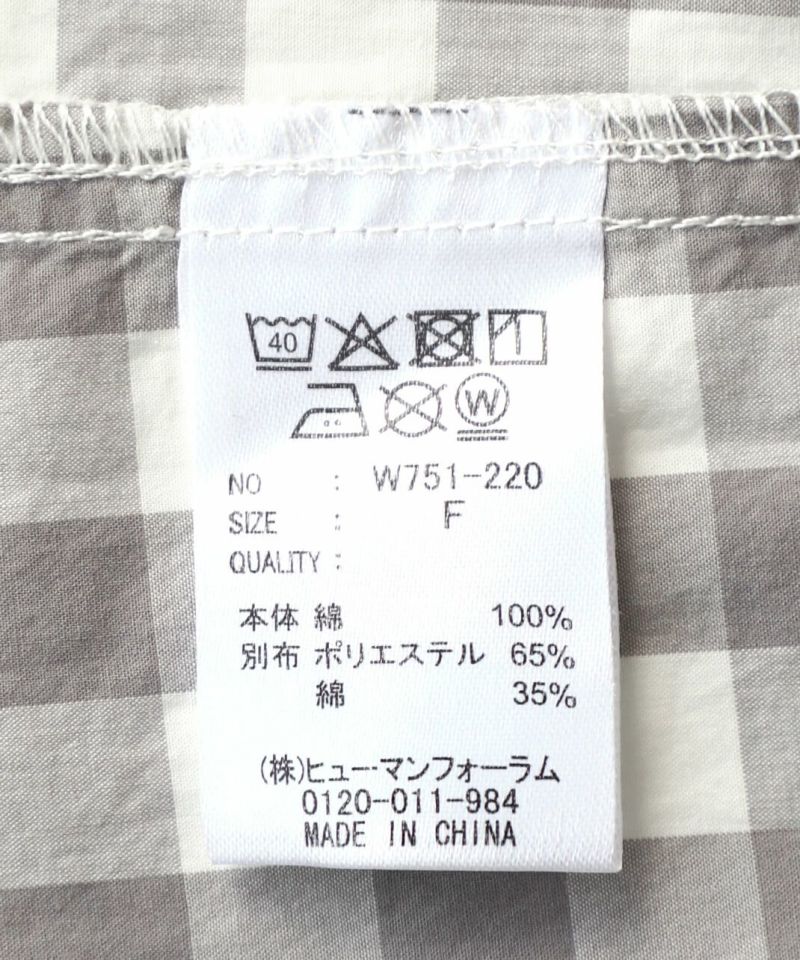 40
W
NO : W751-220
SIZE : F
QUALITY :
本体 綿 100%
別布 ポリエステル 65%
綿 35%
(株)ヒューマンフォーラム
0120-011-984
MADE IN CHINA